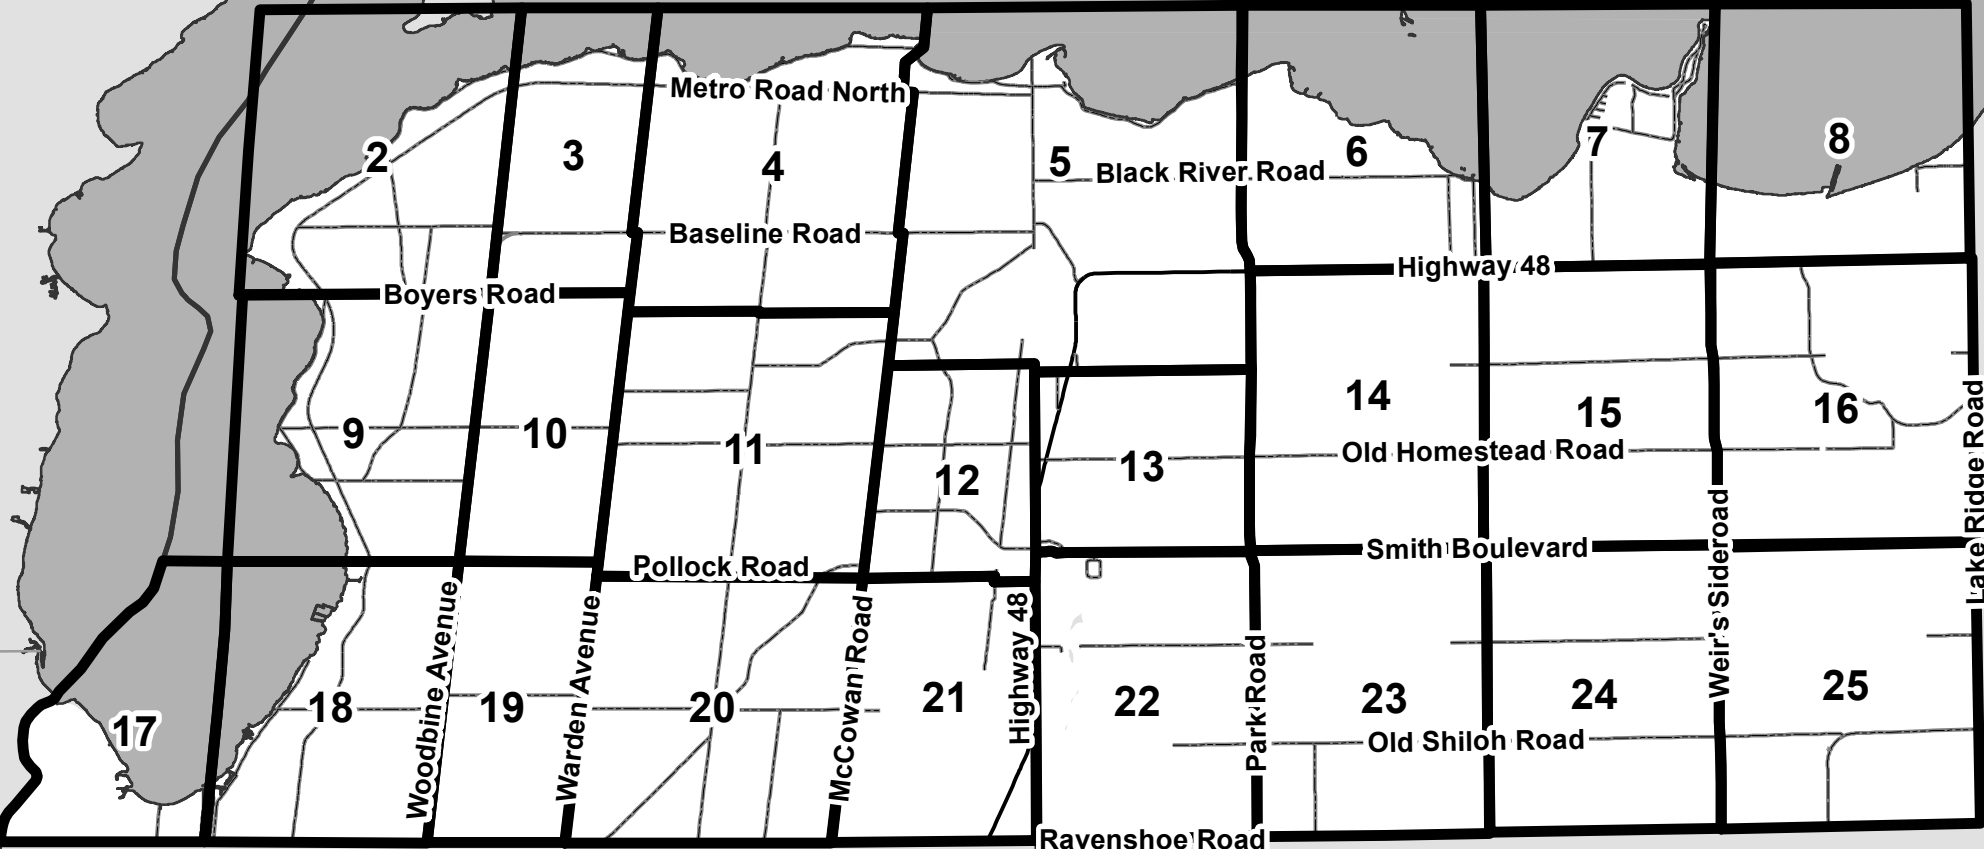 Metro Road North
2
3
4
5
6
7
8
Black River Road
Baseline Road
Highway 48
Boyers Road
9
10
11
12
13
14
15
16
Old Homestead Road
Lake Ridge Road
Smith Boulevard
Pollock Road
Weir's Sideroad
Woodbine Avenue
Warden Avenue
McCowan Road
Highway 48
Park Road
17
18
19
20
21
22
23
24
25
Old Shiloh Road
Ravenshoe Road